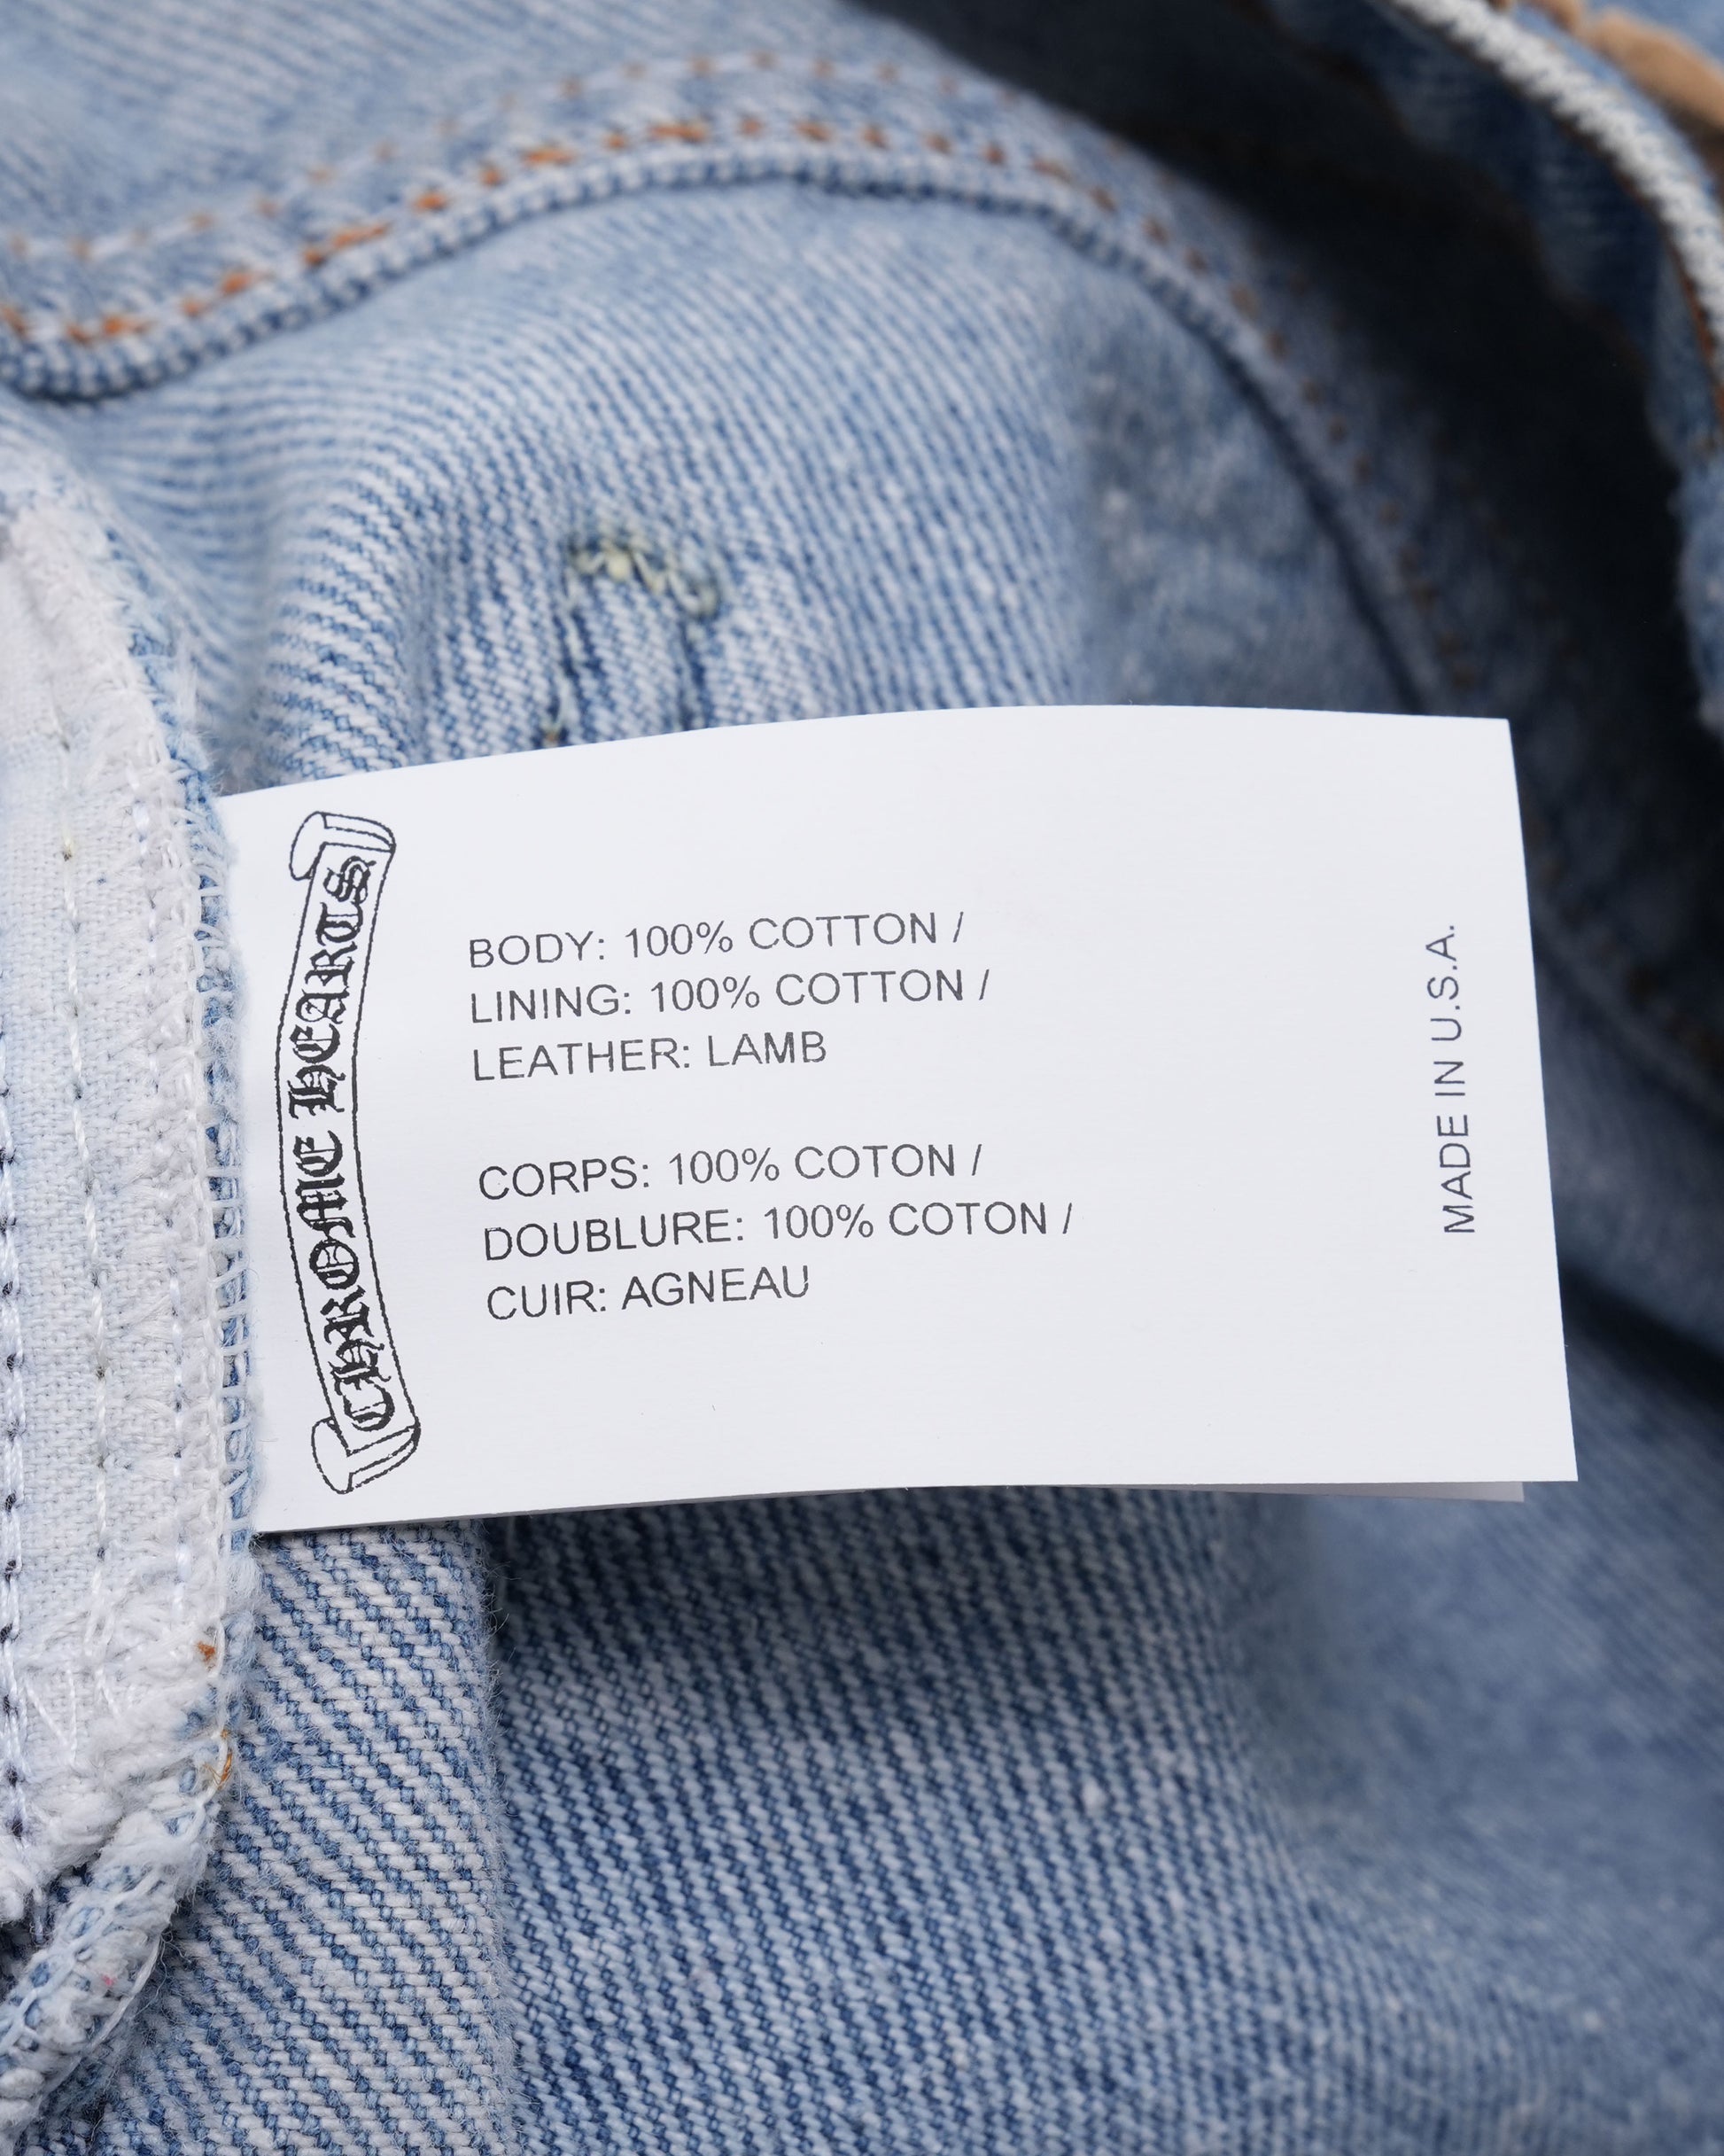 CHROME HEARTS
BODY: 100% COTTON /
LINING: 100% COTTON /
LEATHER: LAMB
CORPS: 100% COTON /
DOUBLURE: 100% COTON /
CUIR: AGNEAU
MADE IN U.S.A.